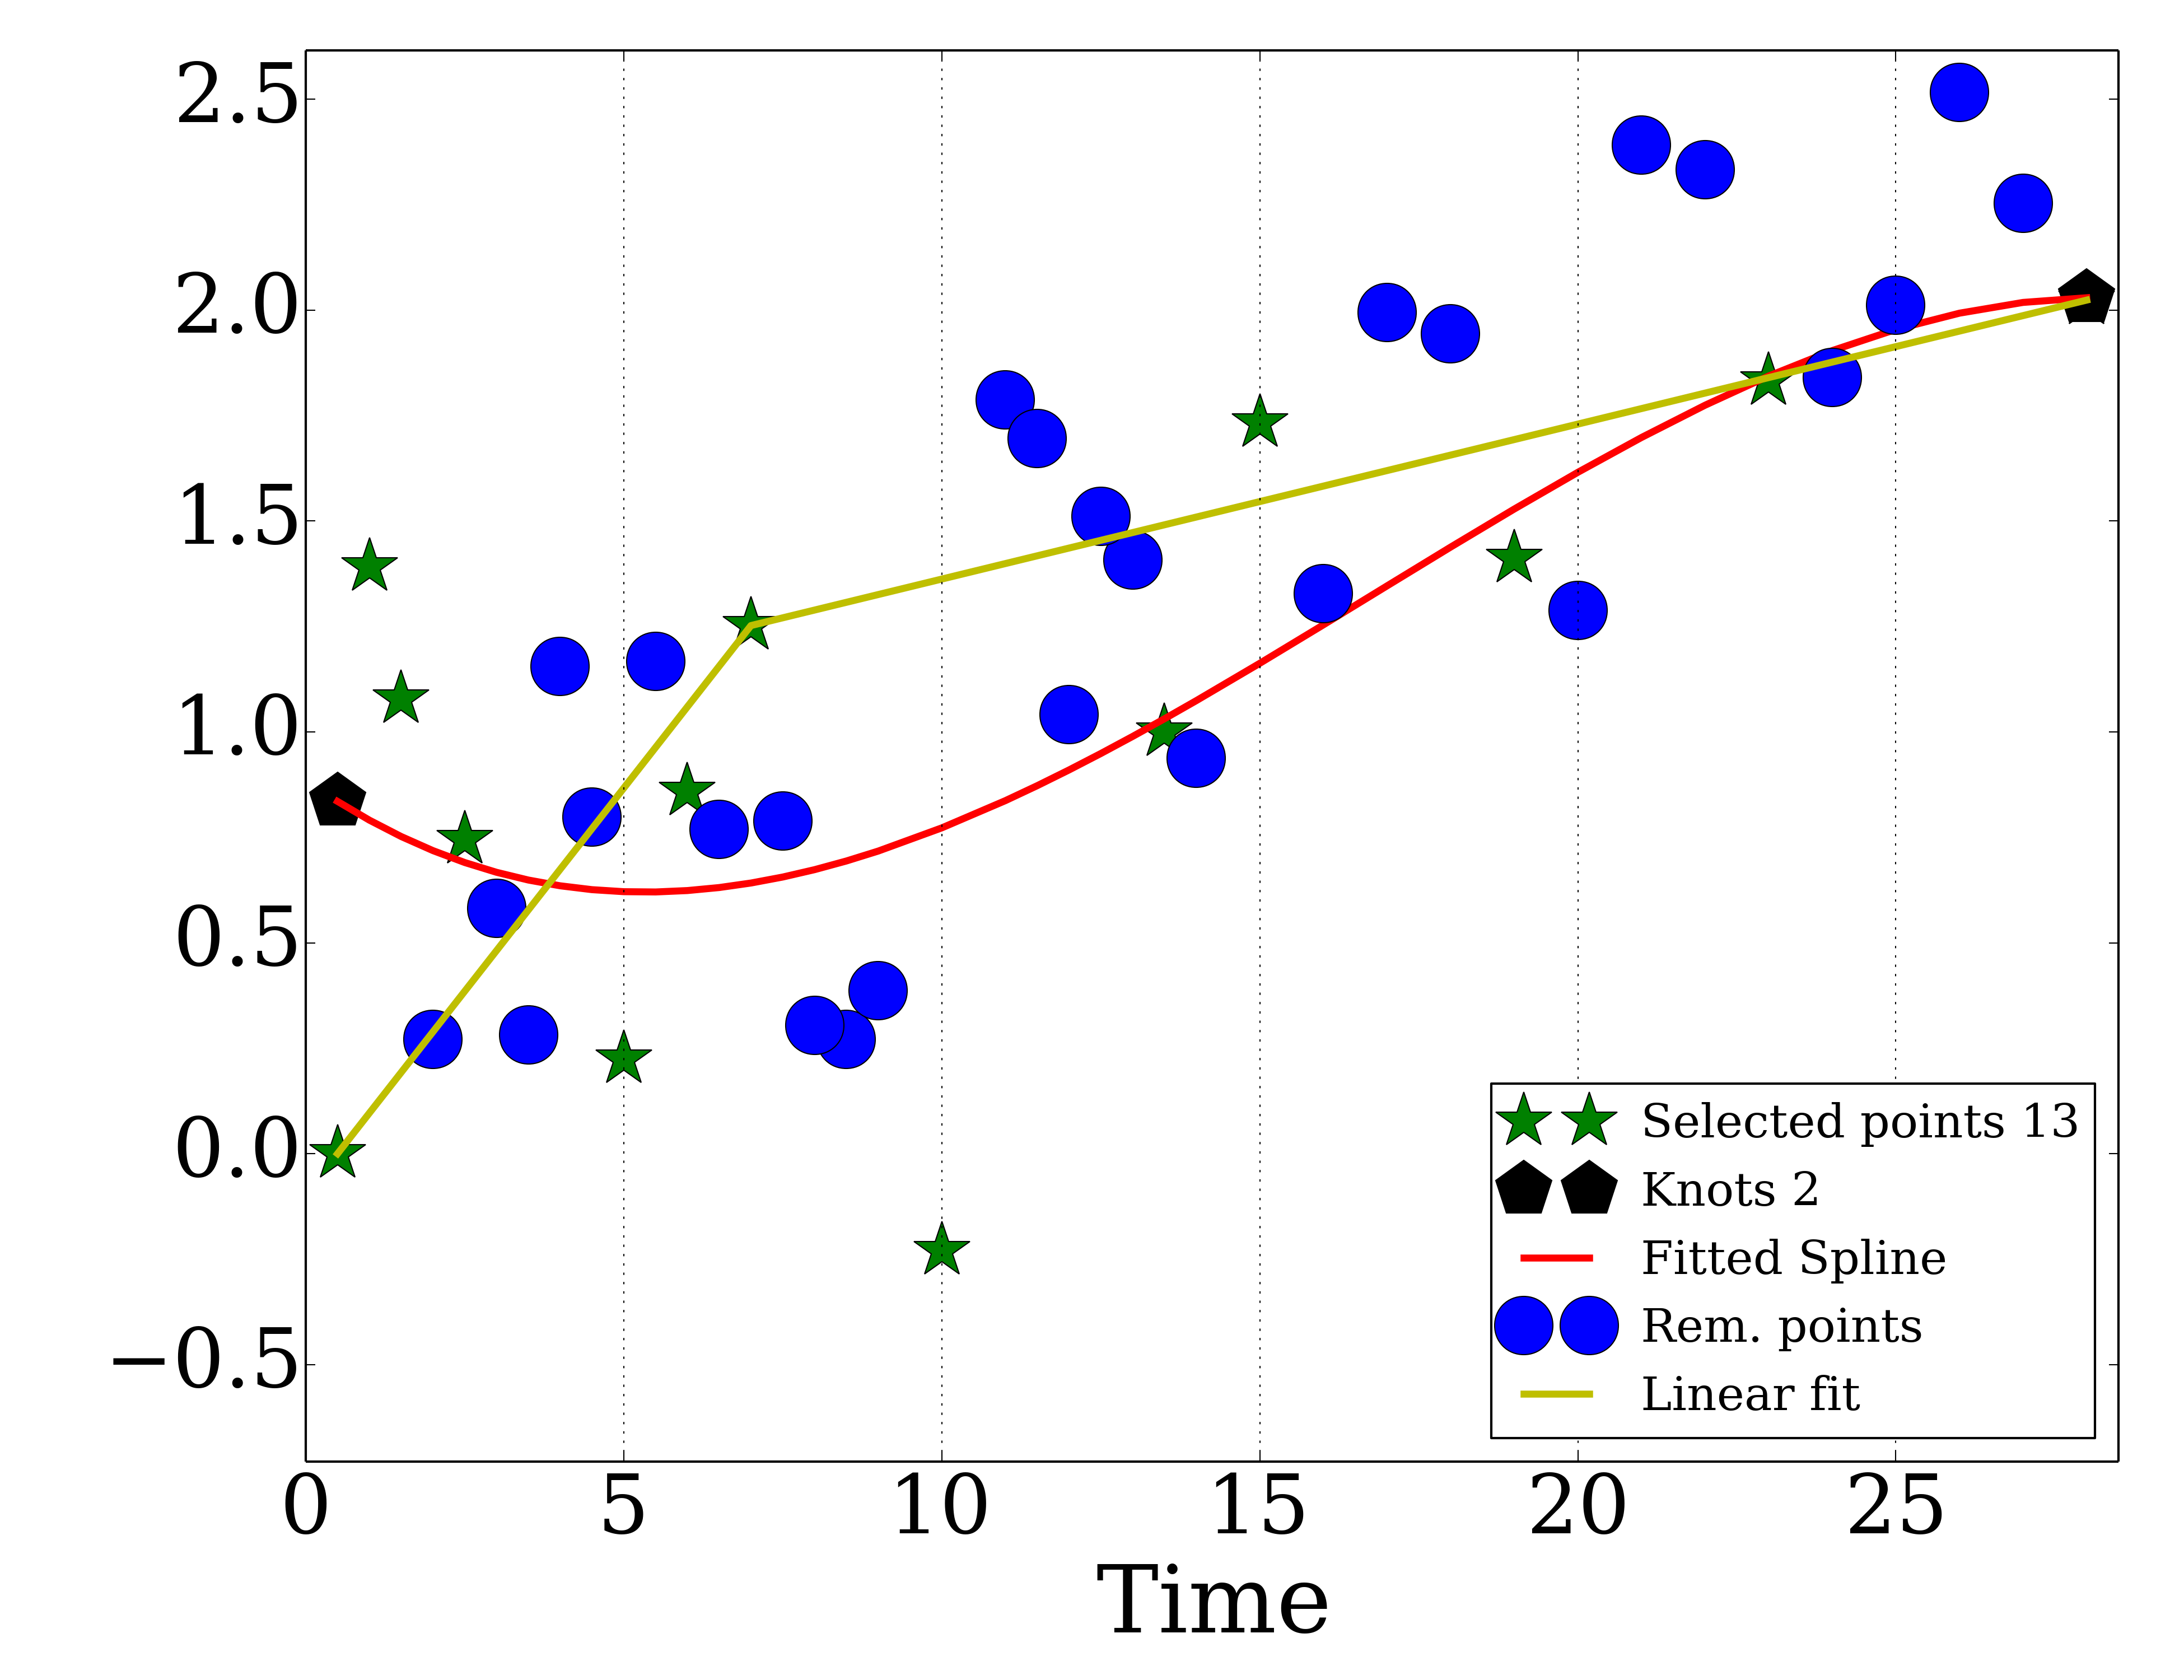 2.5
2.0
1.5
1.0
0.5
0.0
−0.5
0 5 10 15 20 25
Time
Selected points 13
Knots 2
Fitted Spline
Rem. points
Linear fit